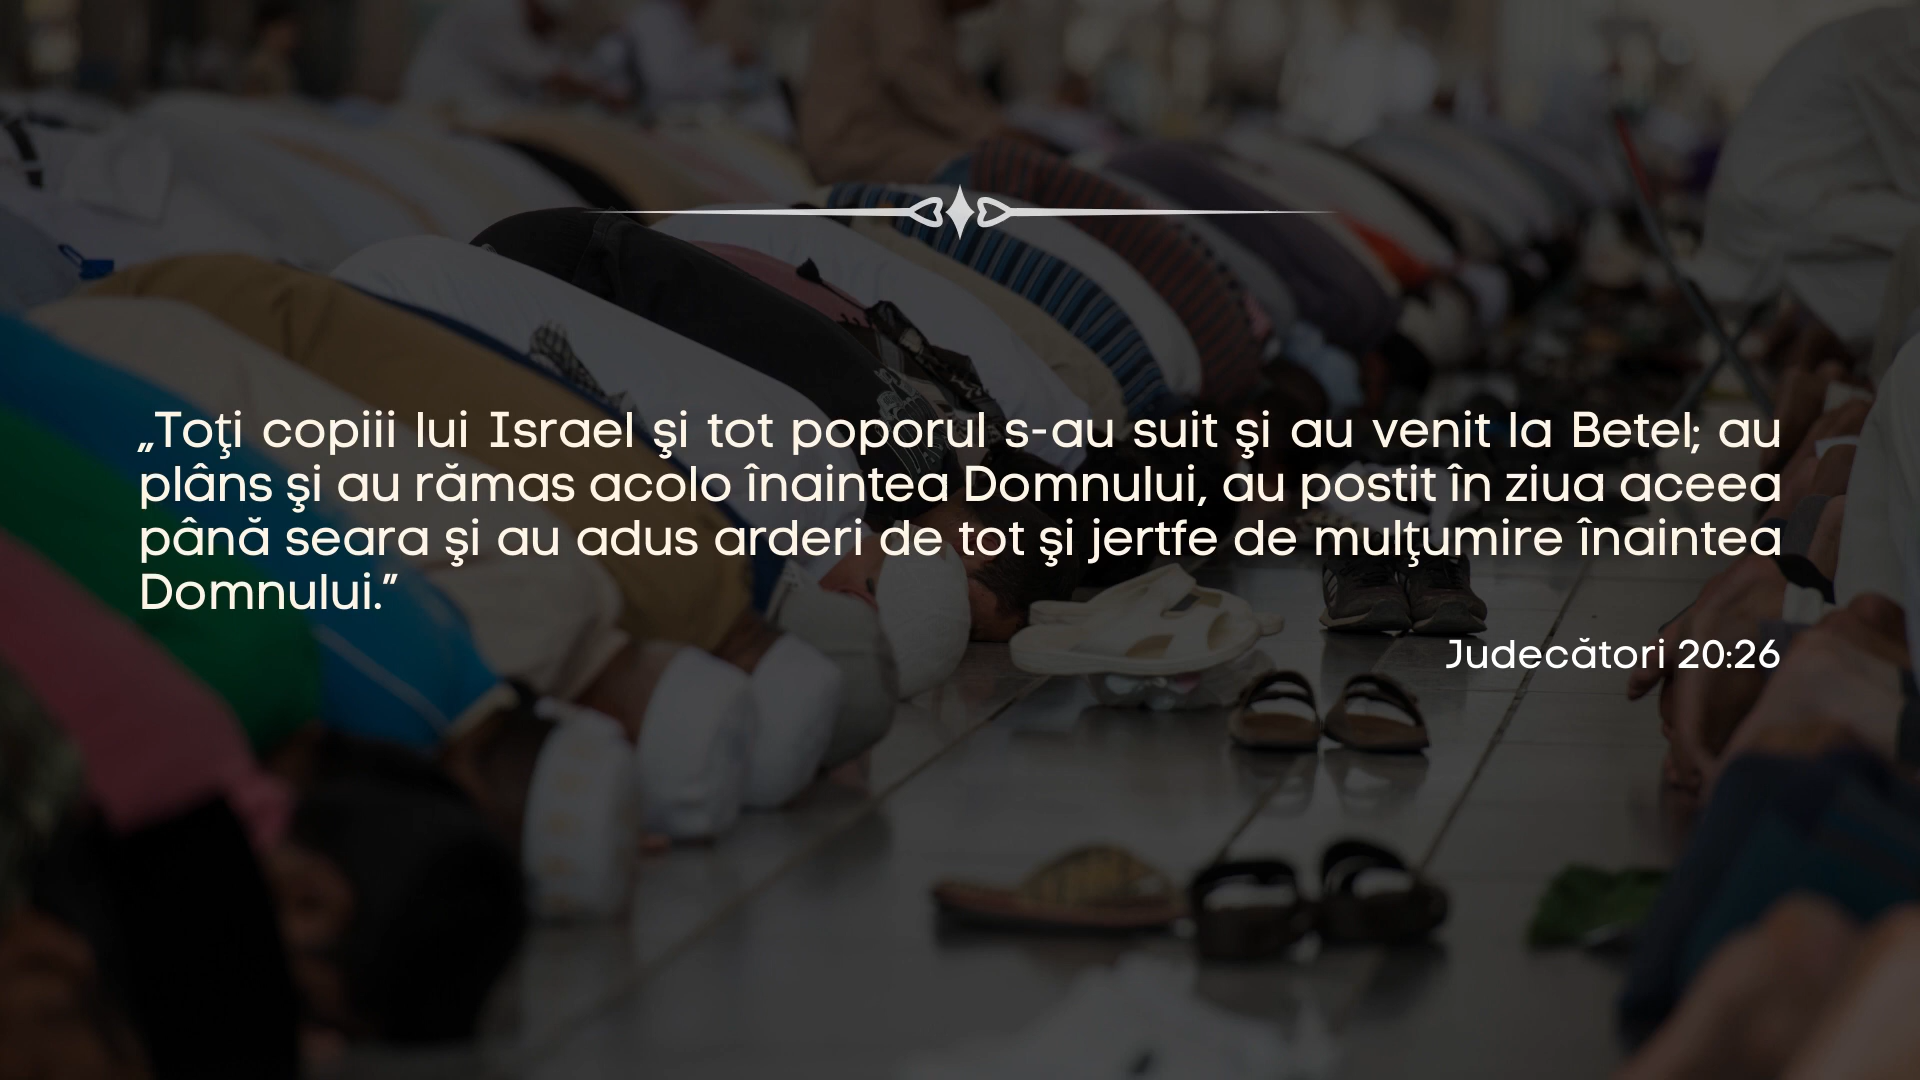 „Toţi copiii lui Israel şi tot poporul s-au suit şi au venit la Betel; au
plâns şi au rămas acolo înaintea Domnului, au postit în ziua aceea
până seara şi au adus arderi de tot şi jertfe de mulţumire înaintea
Domnului.”
Judecători 20:26